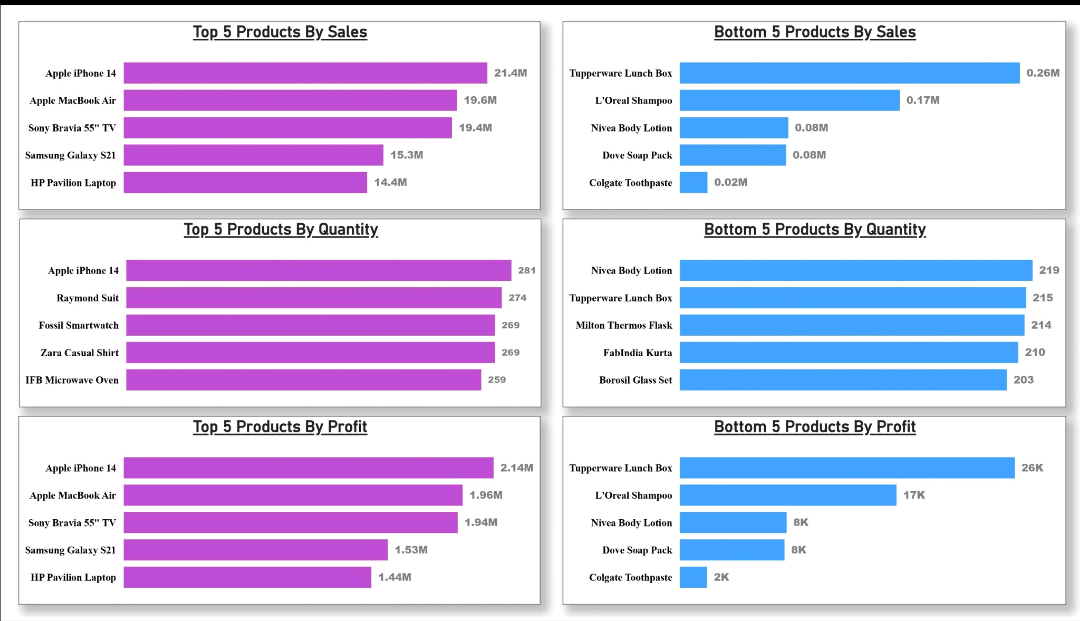 Top 5 Products By Sales
Apple iPhone 14 21.4M
Apple MacBook Air 19.6M
Sony Bravia 55" TV 19.4M
Samsung Galaxy S21 15.3M
HP Pavilion Laptop 14.4M
Bottom 5 Products By Sales
Tupperware Lunch Box 0.26M
L'Oreal Shampoo 0.17M
Nivea Body Lotion 0.08M
Dove Soap Pack 0.08M
Colgate Toothpaste 0.02M
Top 5 Products By Quantity
Apple iPhone 14 281
Raymond Suit 274
Fossil Smartwatch 269
Zara Casual Shirt 269
IFB Microwave Oven 259
Bottom 5 Products By Quantity
Nivea Body Lotion 219
Tupperware Lunch Box 215
Milton Thermos Flask 214
FabIndia Kurta 210
Borosil Glass Set 203
Top 5 Products By Profit
Apple iPhone 14 2.14M
Apple MacBook Air 1.96M
Sony Bravia 55" TV 1.94M
Samsung Galaxy S21 1.53M
HP Pavilion Laptop 1.44M
Bottom 5 Products By Profit
Tupperware Lunch Box 26K
L'Oreal Shampoo 17K
Nivea Body Lotion 8K
Dove Soap Pack 8K
Colgate Toothpaste 2K